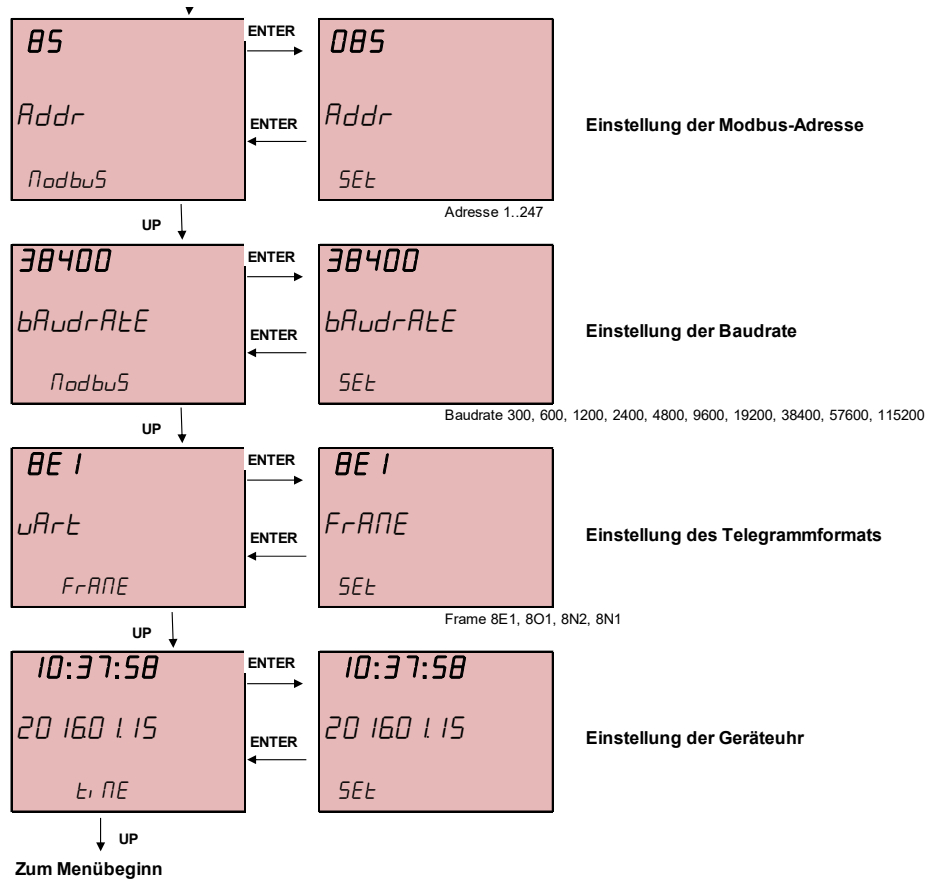 85
ENTER
085
Addr
ENTER
Addr
Einstellung der Modbus-Adresse
ModbuS
SEt
Adresse 1..247
UP
38400
ENTER
38400
bAudrAtE
ENTER
bAudrAtE
Einstellung der Baudrate
ModbuS
SEt
Baudrate 300, 600, 1200, 2400, 4800, 9600, 19200, 38400, 57600, 115200
UP
8E1
ENTER
8E1
uArt
ENTER
FrAME
Einstellung des Telegrammformats
FrAME
SEt
Frame 8E1, 8O1, 8N2, 8N1
UP
10:37:58
ENTER
10:37:58
2016.01.15
ENTER
2016.01.15
Einstellung der Geräteuhr
tiME
SEt
UP
Zum Menübeginn